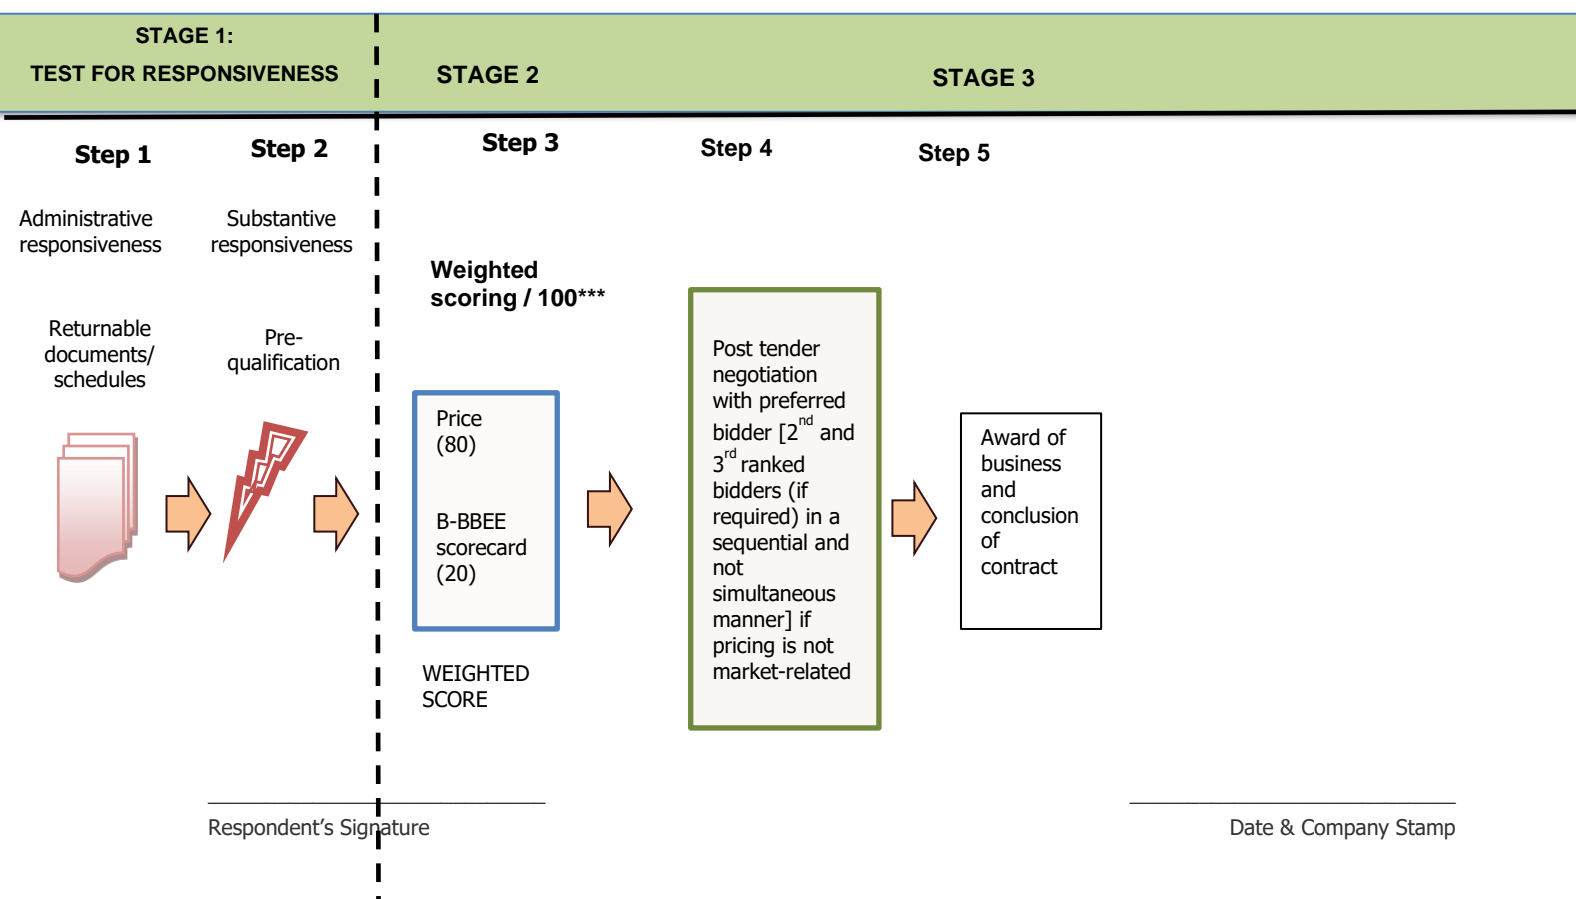 STAGE 1:
TEST FOR RESPONSIVENESS
STAGE 2
STAGE 3
Step 1
Step 2
Step 3
Step 4
Step 5
Administrative
responsiveness
Substantive
responsiveness
Weighted
scoring / 100***
Returnable
documents/
schedules
Pre-
qualification
Price
(80)
B-BBEE
scorecard
(20)
WEIGHTED
SCORE
Post tender
negotiation
with preferred
bidder [2nd and
3rd ranked
bidders (if
required) in a
sequential and
not
simultaneous
manner] if
pricing is not
market-related
Award of
business
and
conclusion
of
contract
Respondent’s Signature
Date & Company Stamp